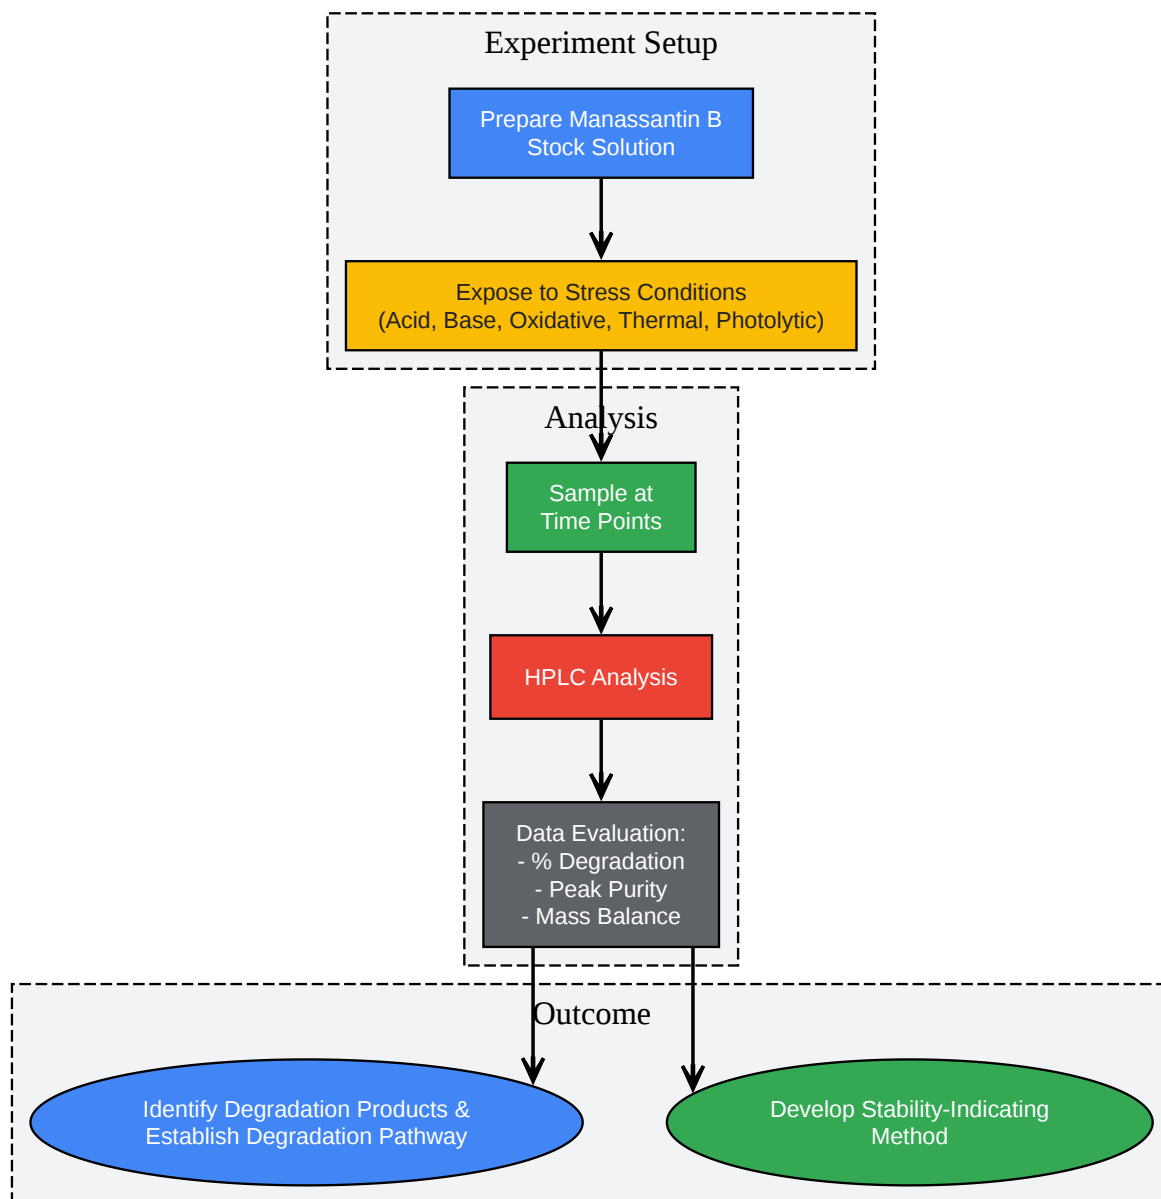 Experiment Setup
Prepare Manassantin B
Stock Solution
Expose to Stress Conditions
(Acid, Base, Oxidative, Thermal, Photolytic)
Analysis
Sample at
Time Points
HPLC Analysis
Data Evaluation:
- % Degradation
- Peak Purity
- Mass Balance
Outcome
Identify Degradation Products &
Establish Degradation Pathway
Develop Stability-Indicating
Method